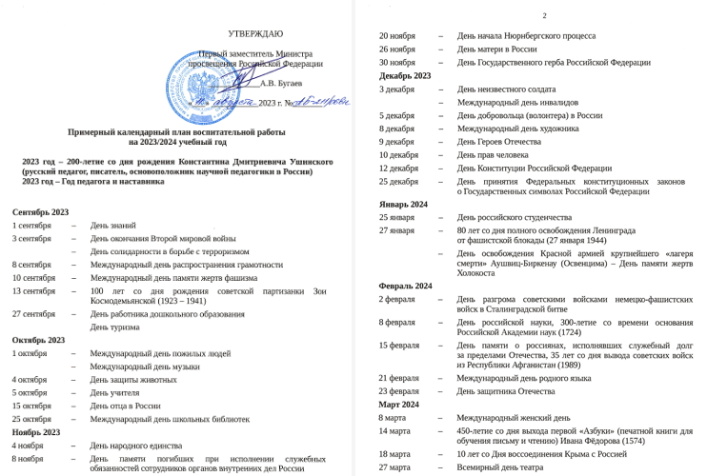 УТВЕРЖДАЮ
Первый заместитель Министра
просвещения Российской Федерации
А.В. Бугаев
2023 г. №
Примерный календарный план воспитательной работы
на 2023/2024 учебный год
2023 год – 200-летие со дня рождения Константина Дмитриевича Ушинского
(русский педагог, писатель, основоположник научной педагогики в России)
2023 год – Год педагога и наставника
Сентябрь 2023
1 сентября – День знаний
3 сентября – День окончания Второй мировой войны
– День солидарности в борьбе с терроризмом
8 сентября – Международный день распространения грамотности
10 сентября – Международный день памяти жертв фашизма
13 сентября – 100 лет со дня рождения советской партизанки Зои
Космодемьянской (1923 – 1941)
27 сентября – День работника дошкольного образования
День туризма
Октябрь 2023
1 октября – Международный день пожилых людей
– Международный день музыки
4 октября – День защиты животных
5 октября – День учителя
15 октября – День отца в России
25 октября – Международный день школьных библиотек
Ноябрь 2023
4 ноября – День народного единства
8 ноября – День памяти погибших при исполнении служебных
обязанностей сотрудников органов внутренних дел России
2
20 ноября – День начала Нюрнбергского процесса
26 ноября – День матери в России
30 ноября – День Государственного герба Российской Федерации
Декабрь 2023
3 декабря – День неизвестного солдата
– Международный день инвалидов
5 декабря – День добровольца (волонтера) в России
8 декабря – Международный день художника
9 декабря – День Героев Отечества
10 декабря – День прав человека
12 декабря – День Конституции Российской Федерации
25 декабря – День принятия Федеральных конституционных законов
о Государственных символах Российской Федерации
Январь 2024
25 января – День российского студенчества
27 января – 80 лет со дня полного освобождения Ленинграда
от фашистской блокады (27 января 1944)
– День освобождения Красной армией крупнейшего «лагеря
смерти» Аушвиц-Биркенау (Освенцима) – День памяти жертв
Холокоста
Февраль 2024
2 февраля – День разгрома советскими войсками немецко-фашистских
войск в Сталинградской битве
8 февраля – День российской науки, 300-летие со времени основания
Российской Академии наук (1724)
15 февраля – День памяти о россиянах, исполнявших служебный долг
за пределами Отечества, 35 лет со дня вывода советских войск
из Республики Афганистан (1989)
21 февраля – Международный день родного языка
23 февраля – День защитника Отечества
Март 2024
8 марта – Международный женский день
14 марта – 450-летие со дня выхода первой «Азбуки» (печатной книги для
обучения письму и чтению) Ивана Фёдорова (1574)
18 марта – 10 лет со Дня воссоединения Крыма с Россией
27 марта – Всемирный день театра